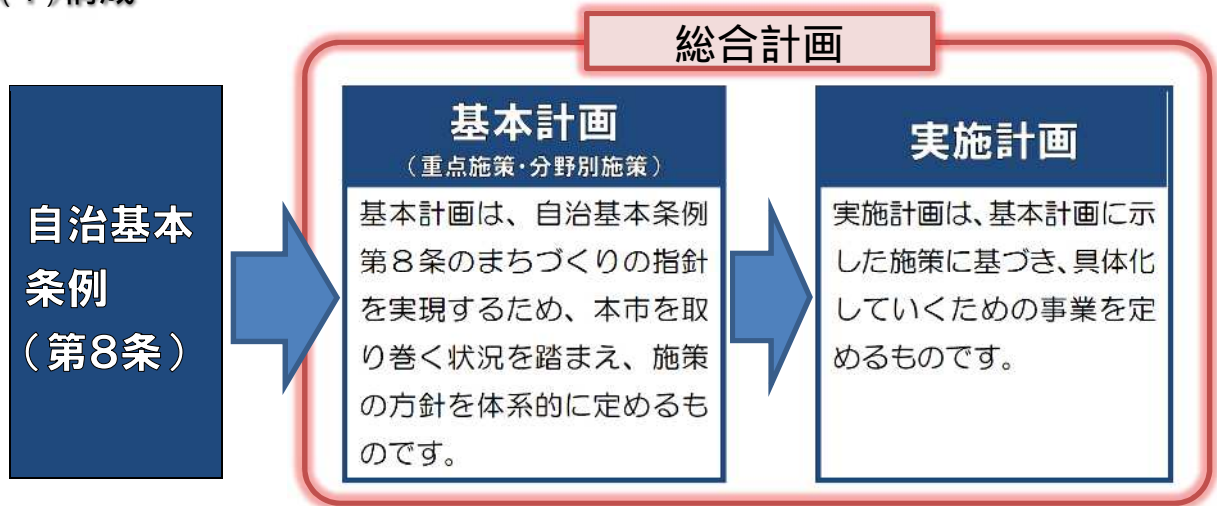 総合計画
自治基本
条例
（第8条）
基本計画
（重点施策・分野別施策）
基本計画は、自治基本条例
第8条のまちづくりの指針
を実現するため、本市を取
り巻く状況を踏まえ、施策
の方針を体系的に定めるも
のです。
実施計画
実施計画は、基本計画に示
した施策に基づき、具体化
していくための事業を定
めるものです。